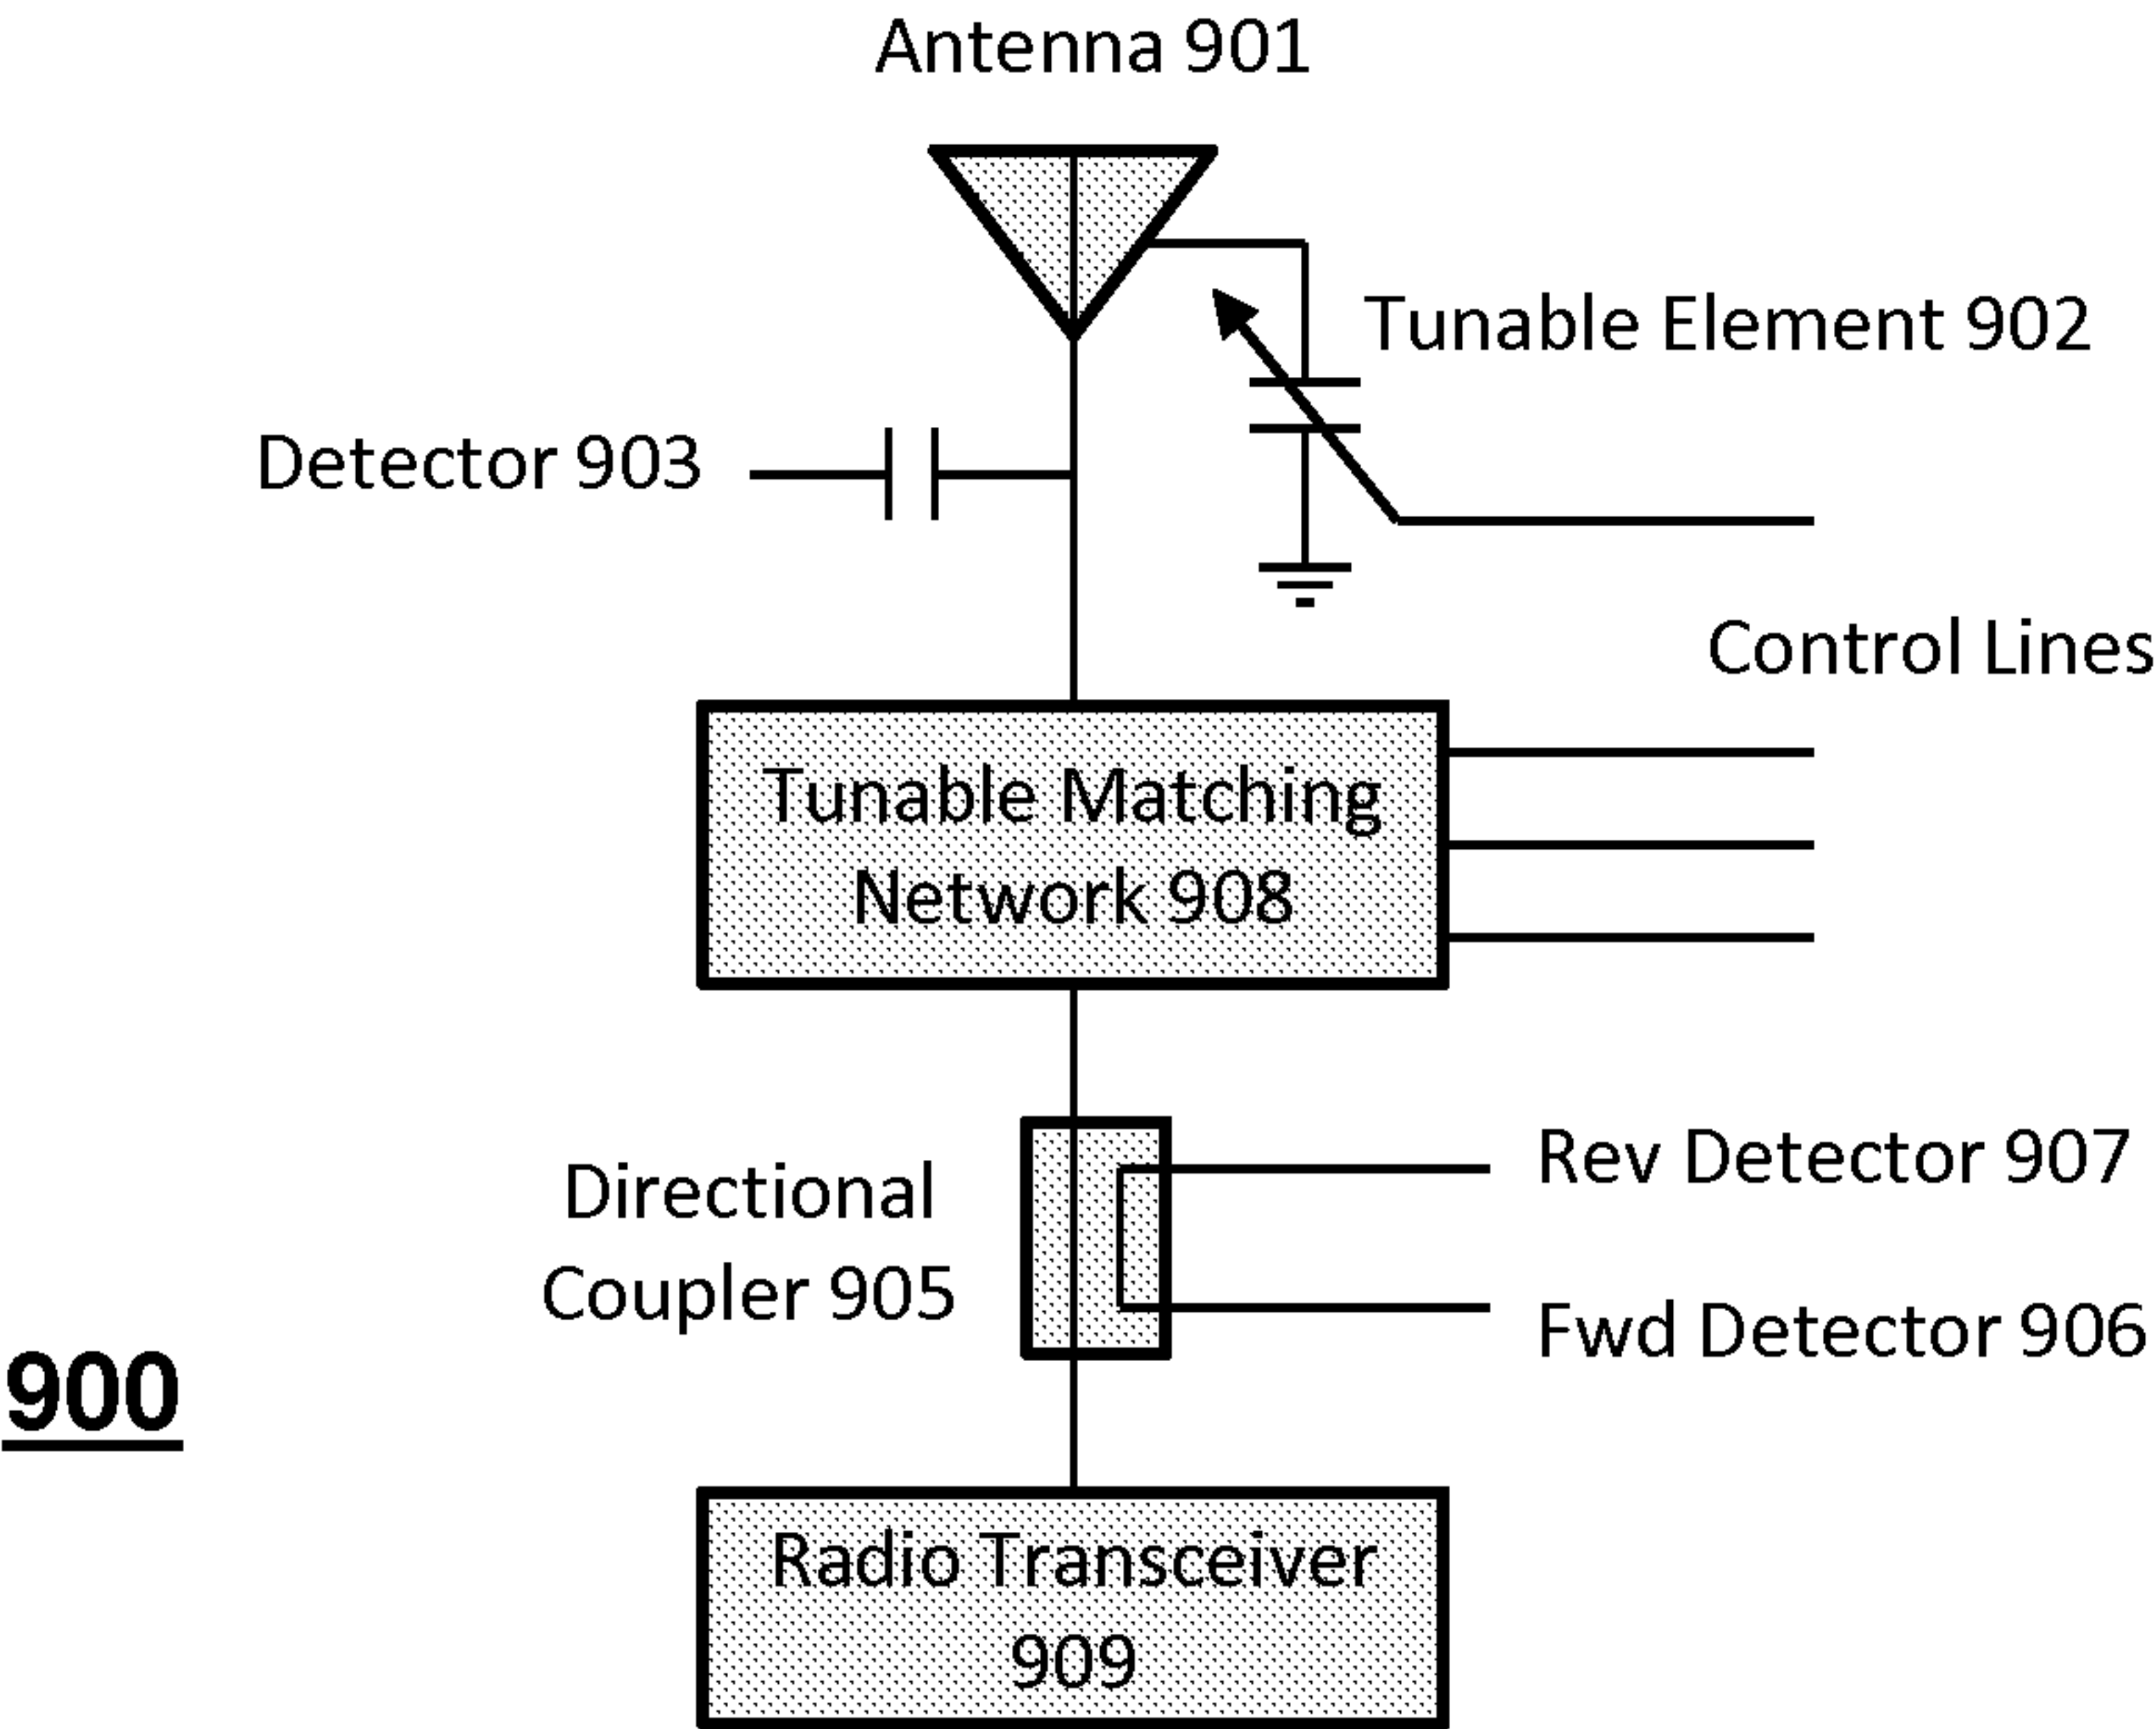 Antenna 901
Tunable Element 902
Detector 903
Control Lines
Tunable Matching
Network 908
Directional
Coupler 905
Rev Detector 907
Fwd Detector 906
900
Radio Transceiver
909